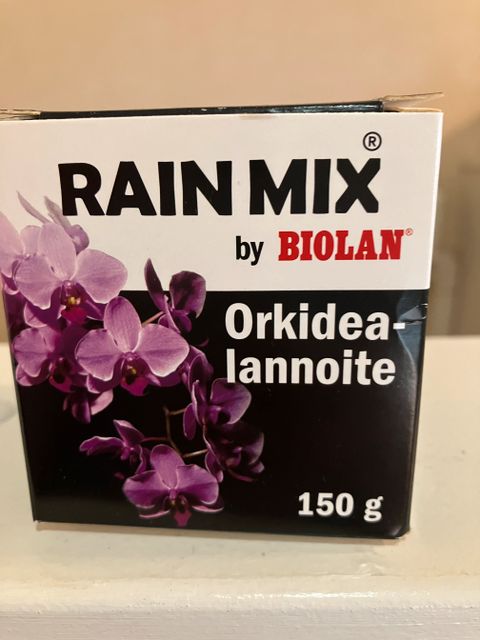 RAIN MIX®
by BIOLAN®
Orkidea-
lannoite
150 g